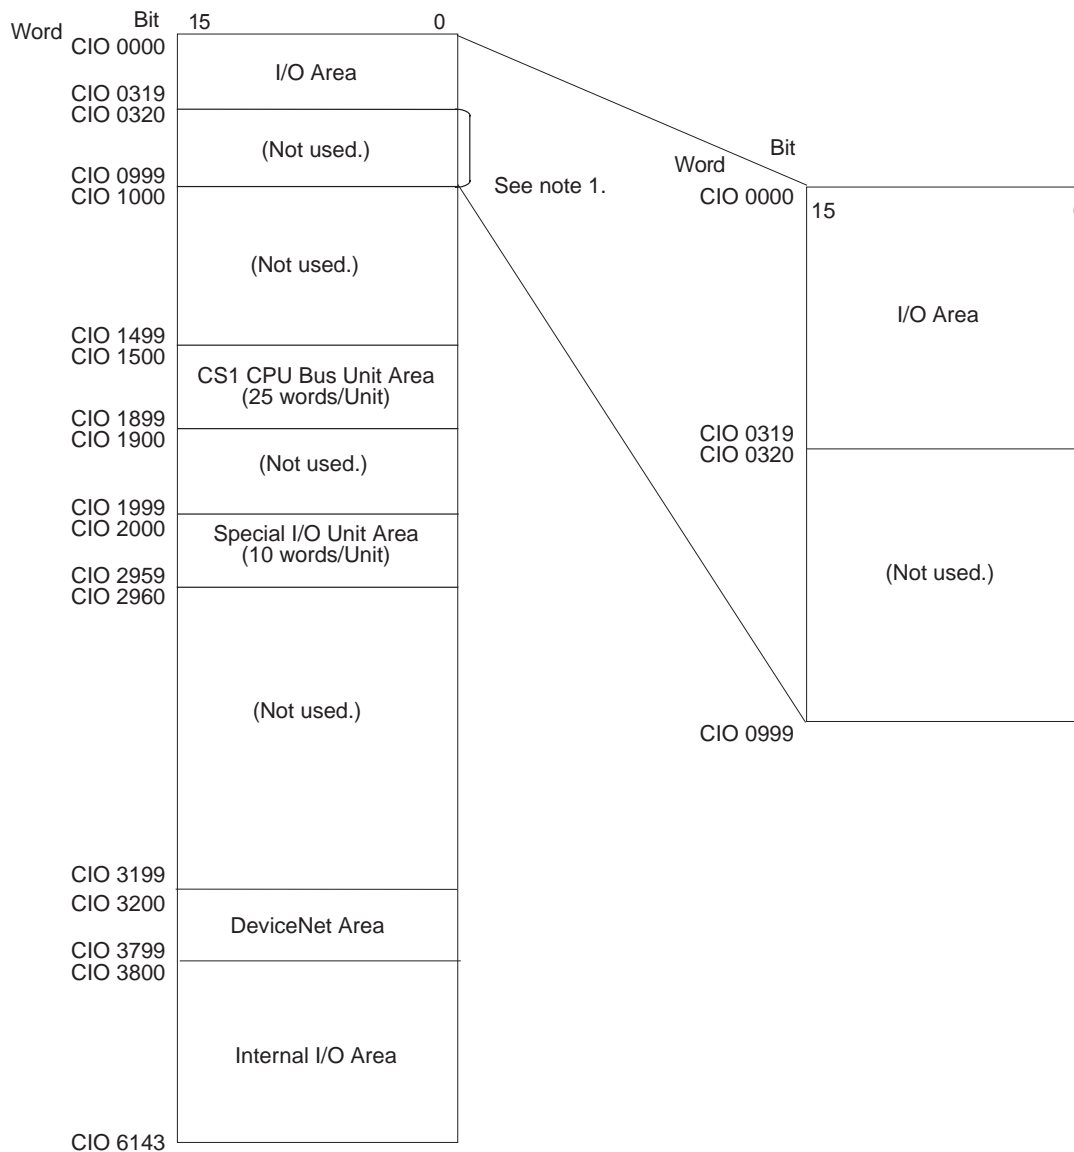 Bit
15
0
Word
CIO 0000
I/O Area
CIO 0319
CIO 0320
(Not used.)
CIO 0999
CIO 1000
See note 1.
(Not used.)
CIO 1499
CIO 1500
CS1 CPU Bus Unit Area
(25 words/Unit)
CIO 1899
CIO 1900
(Not used.)
CIO 1999
CIO 2000
Special I/O Unit Area
(10 words/Unit)
CIO 2959
CIO 2960
(Not used.)
CIO 3199
CIO 3200
DeviceNet Area
CIO 3799
CIO 3800
Internal I/O Area
CIO 6143
Bit
Word
CIO 0000
15
I/O Area
CIO 0319
CIO 0320
(Not used.)
CIO 0999